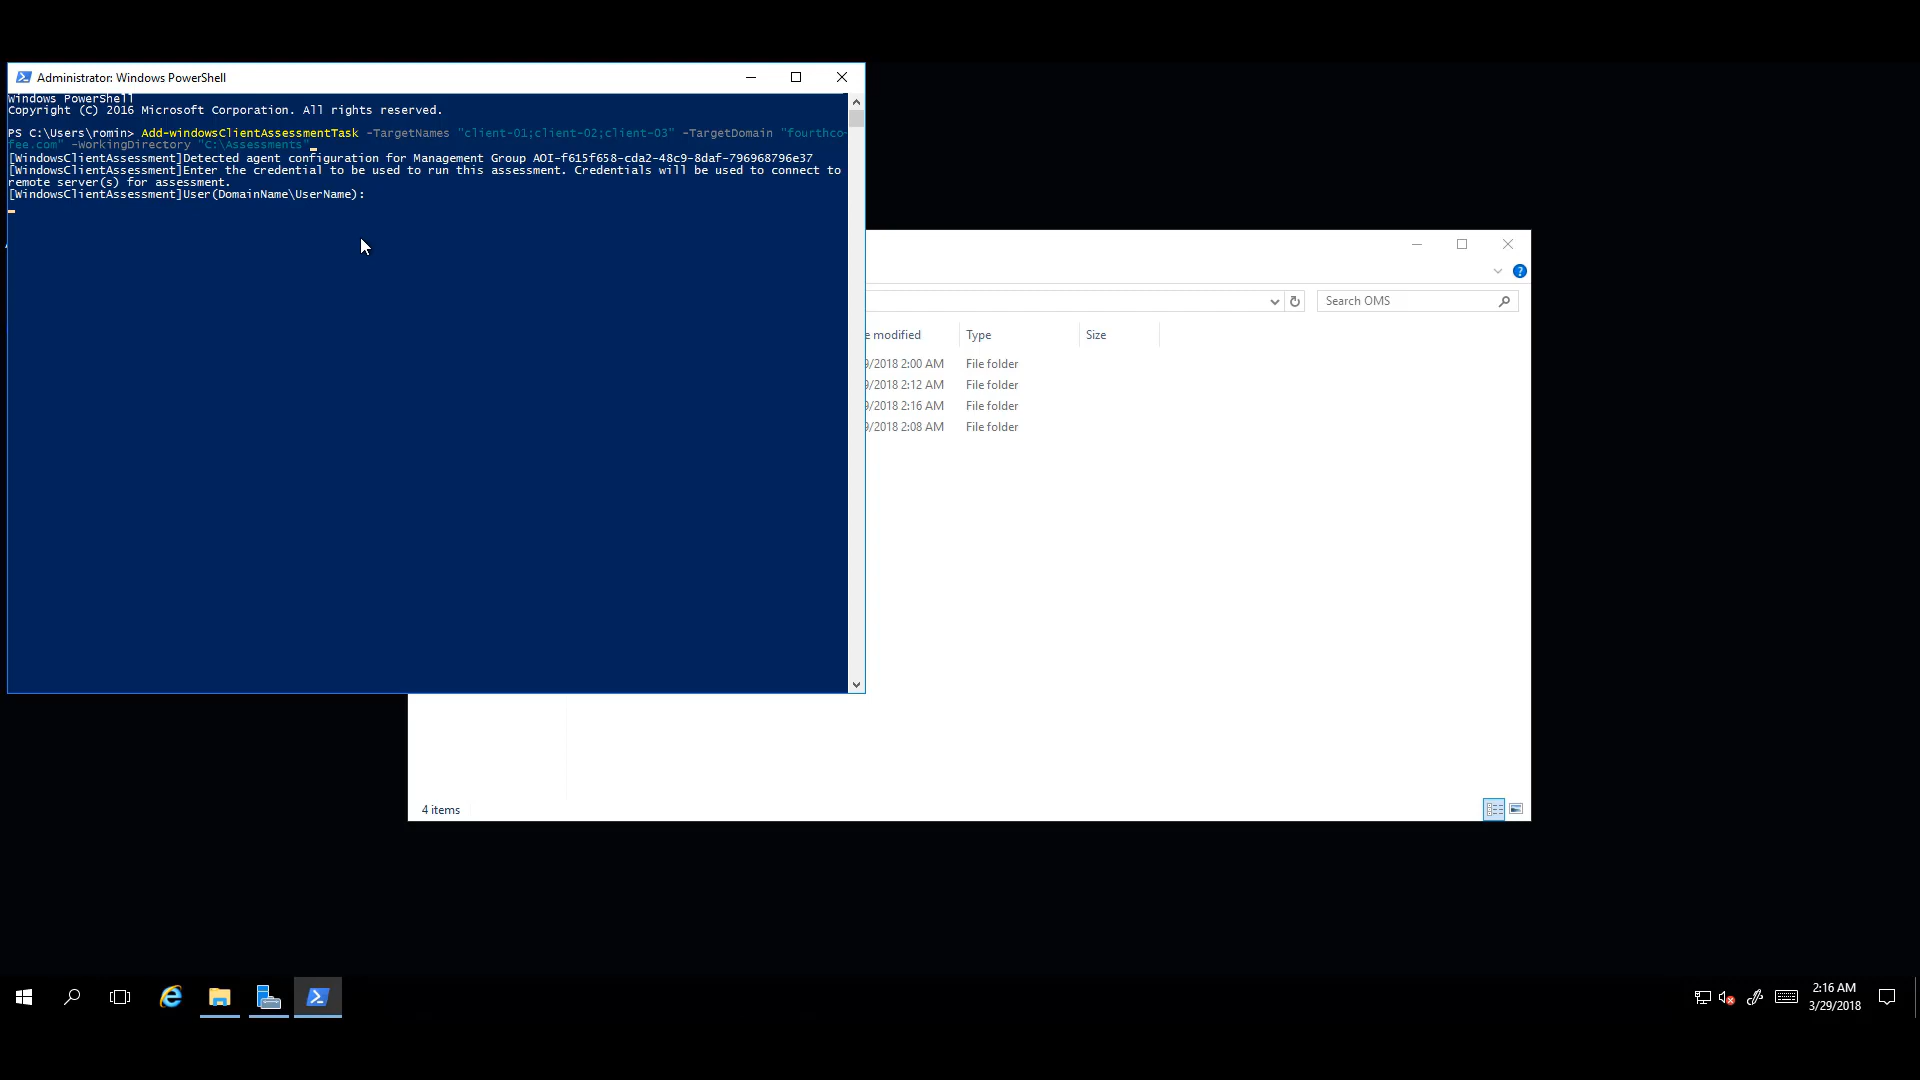 Administrator: Windows PowerShell
Windows PowerShell
Copyright (C) 2016 Microsoft Corporation. All rights reserved.
PS C:\Users\romin> Add-windowsClientAssessmentTask -TargetNames "client-01;client-02;client-03" -TargetDomain "fourthco
fee.com" -WorkingDirectory "C:\Assessments"
[WindowsClientAssessment]Detected agent configuration for Management Group AOI-f615f658-cda2-48c9-8daf-796968796e37
[WindowsClientAssessment]Enter the credential to be used to run this assessment. Credentials will be used to connect to
remote server(s) for assessment.
[WindowsClientAssessment]User(DomainName\UserName):
Search OMS
e modified Type Size
9/2018 2:00 AM File folder
9/2018 2:12 AM File folder
9/2018 2:16 AM File folder
9/2018 2:08 AM File folder
4 items
2:16 AM
3/29/2018